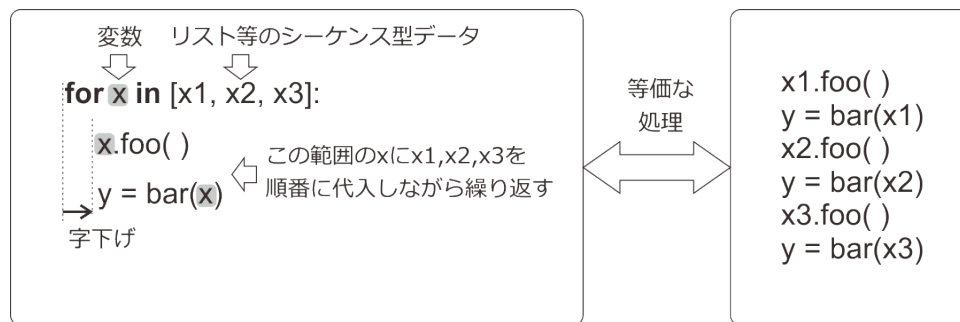 変数 リスト等のシーケンス型データ
for x in [x1, x2, x3]:
x.foo( )
y = bar(x)
この範囲のxにx1,x2,x3を
順番に代入しながら繰り返す
字下げ
等価な
処理
x1.foo( )
y = bar(x1)
x2.foo( )
y = bar(x2)
x3.foo( )
y = bar(x3)